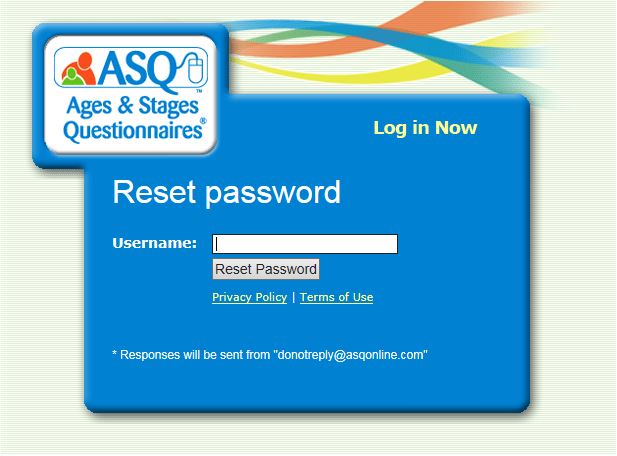 ASQ™
Ages & Stages
Questionnaires®
Log in Now
Reset password
Username:
Reset Password
Privacy Policy | Terms of Use
* Responses will be sent from "donotreply@asqonline.com"